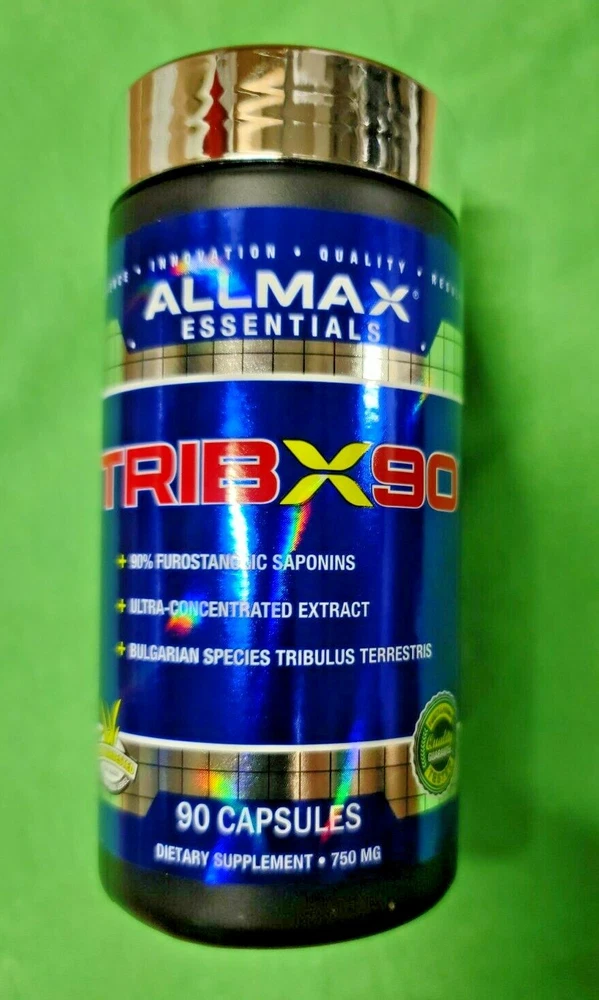 INNOVATION • QUALITY •
ALLMAX®
ESSENTIALS
TRIBX90
+ 90% FUROSTANOLIC SAPONINS
+ ULTRA-CONCENTRATED EXTRACT
+ BULGARIAN SPECIES TRIBULUS TERRESTRIS
90 CAPSULES
DIETARY SUPPLEMENT • 750 MG